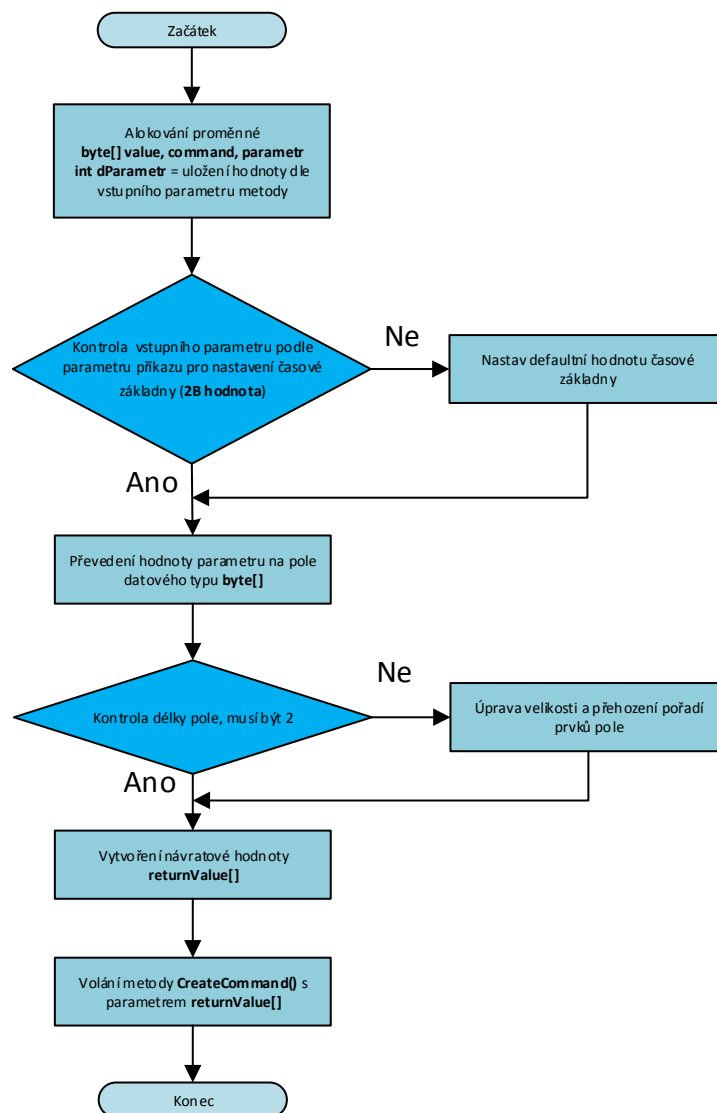 Začátek
Alokování proměnné
byte[] value, command, parametr
int dParametr = uložení hodnoty dle
vstupního parametru metody
Kontrola vstupního parametru podle
parametru příkazu pro nastavení časové
základny (2B hodnota)
Ne
Nastav defaultní hodnotu časové
základny
Ano
Převedení hodnoty parametru na pole
datového typu byte[]
Kontrola délky pole, musí být 2
Ne
Úprava velikosti a přehození pořadí
prvků pole
Ano
Vytvoření návratové hodnoty
returnValue[]
Volání metody CreateCommand() s
parametrem returnValue[]
Konec